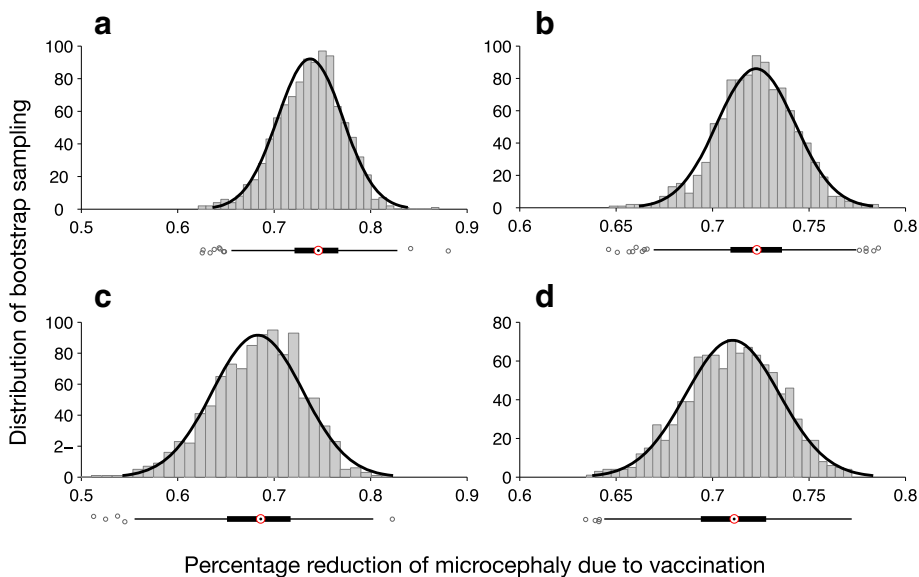 a
b
100
80
60
40
20
0
0.5 0.6 0.7 0.8 0.9
100
80
60
40
20
0
0.6 0.65 0.7 0.75 0.8
Distribution of bootstrap sampling
c
d
100
80
60
40
2–
0
0.5 0.6 0.7 0.8 0.9
80
60
40
20
0
0.6 0.65 0.7 0.75 0.8
Percentage reduction of microcephaly due to vaccination